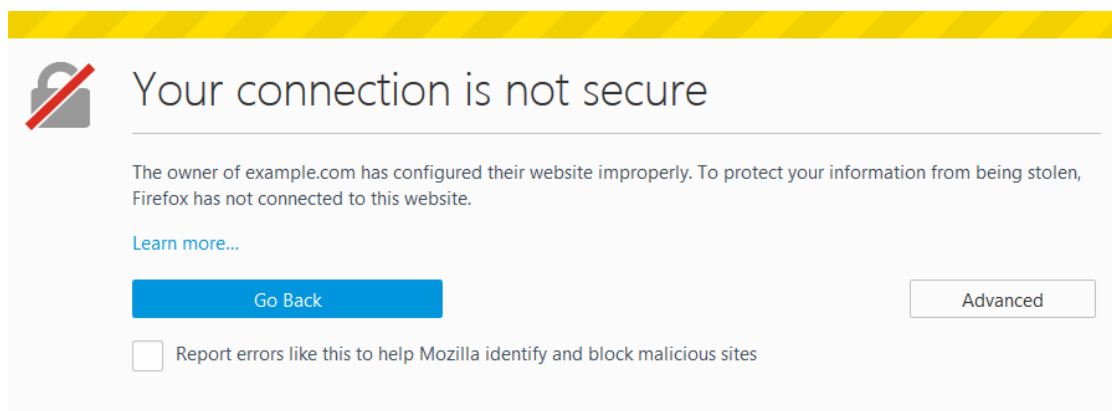 Your connection is not secure
The owner of example.com has configured their website improperly. To protect your information from being stolen,
Firefox has not connected to this website.
Learn more...
Go Back
Advanced
Report errors like this to help Mozilla identify and block malicious sites